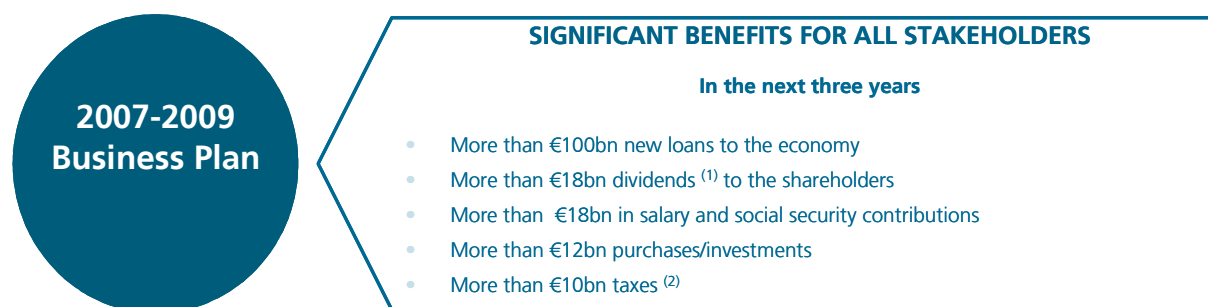 2007-2009
Business Plan
SIGNIFICANT BENEFITS FOR ALL STAKEHOLDERS
In the next three years
• More than €100bn new loans to the economy
• More than €18bn dividends (1) to the shareholders
• More than €18bn in salary and social security contributions
• More than €12bn purchases/investments
• More than €10bn taxes (2)